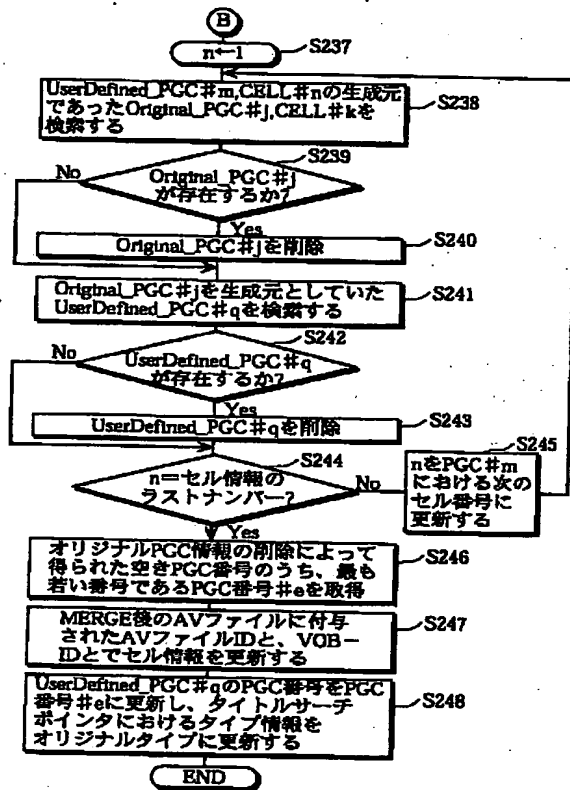 B
n←1
S237
UserDefined_PGC#m,CELL#nの生成元
であったOriginal_PGC#j,CELL#kを
検索する
S238
S239
Original_PGC#j
が存在するか?
No
Yes
Original_PGC#jを削除
S240
Original_PGC#jを生成元としていた
UserDefined_PGC#qを検索する
S241
S242
UserDefined_PGC#q
が存在するか?
No
Yes
UserDefined_PGC#qを削除
S243
S244
n=セル情報の
ラストナンバー?
No
Yes
S245
nをPGC#m
における次の
セル番号に
更新する
オリジナルPGC情報の削除によって
得られた空きPGC番号のうち、最も
若い番号であるPGC番号#eを取得
S246
MERGE後のAVファイルに付与
されたAVファイルIDと、VOB-
IDとでセル情報を更新する
S247
UserDefined_PGC#qのPGC番号をPGC
番号#eに更新し、タイトルサーチ
ポインタにおけるタイプ情報を
オリジナルタイプに更新する
S248
END